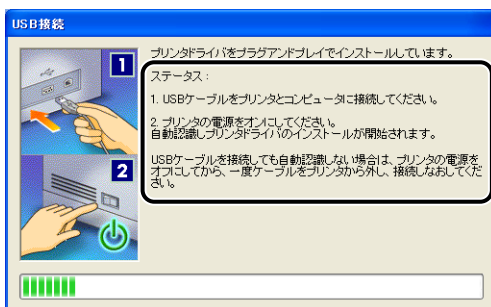 USB接続
プリンタドライバをプラグアンドプレイでインストールしています。
1
ステータス：
1. USBケーブルをプリンタとコンピュータに接続してください。
2. プリンタの電源をオンにしてください。
自動認識しプリンタドライバのインストールが開始されます。
2
USBケーブルを接続しても自動認識しない場合は、プリンタの電源を
オフにしてから、一度ケーブルをプリンタから外し、接続しなおしてくだ
さい。